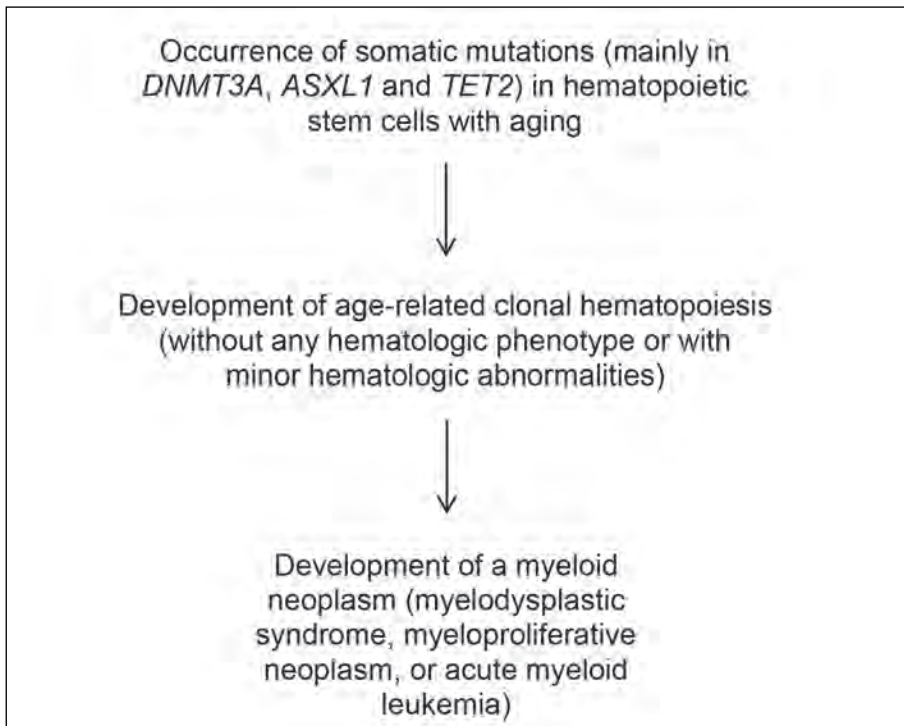 Occurrence of somatic mutations (mainly in
DNMT3A, ASXL1 and TET2) in hematopoietic
stem cells with aging
Development of age-related clonal hematopoiesis
(without any hematologic phenotype or with
minor hematologic abnormalities)
Development of a myeloid
neoplasm (myelodysplastic
syndrome, myeloproliferative
neoplasm, or acute myeloid
leukemia)